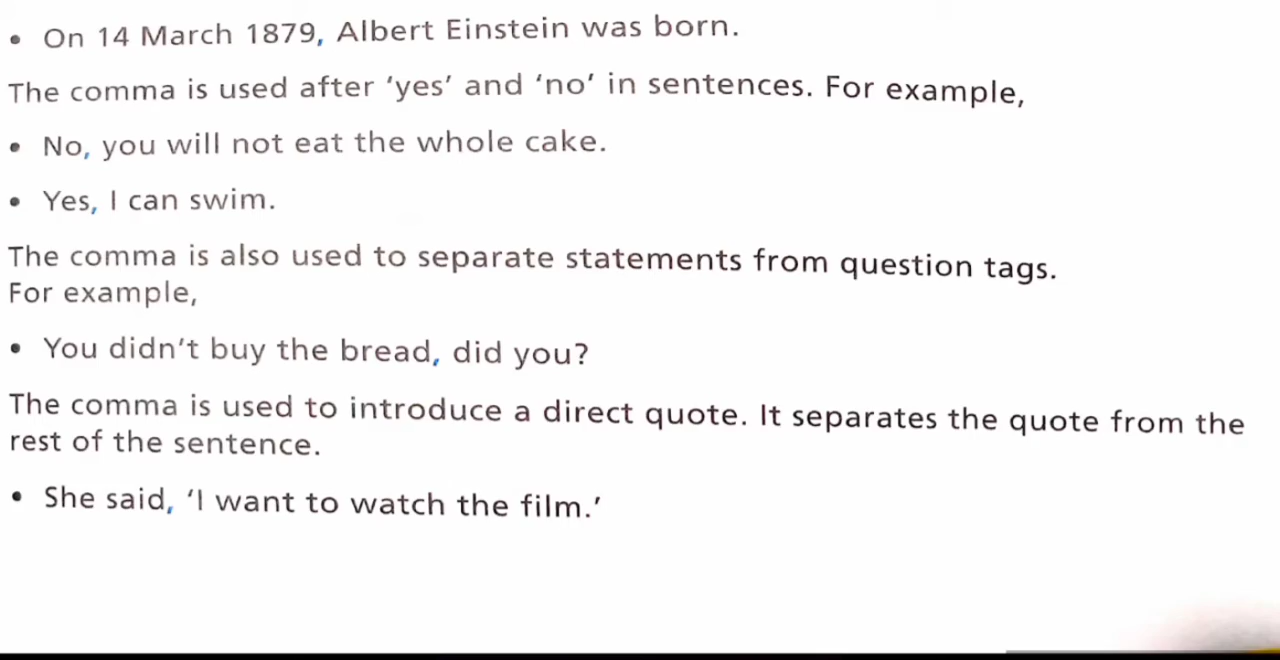 • On 14 March 1879, Albert Einstein was born.
The comma is used after ‘yes’ and ‘no’ in sentences. For example,
• No, you will not eat the whole cake.
• Yes, I can swim.
The comma is also used to separate statements from question tags.
For example,
• You didn’t buy the bread, did you?
The comma is used to introduce a direct quote. It separates the quote from the
rest of the sentence.
• She said, ‘I want to watch the film.’